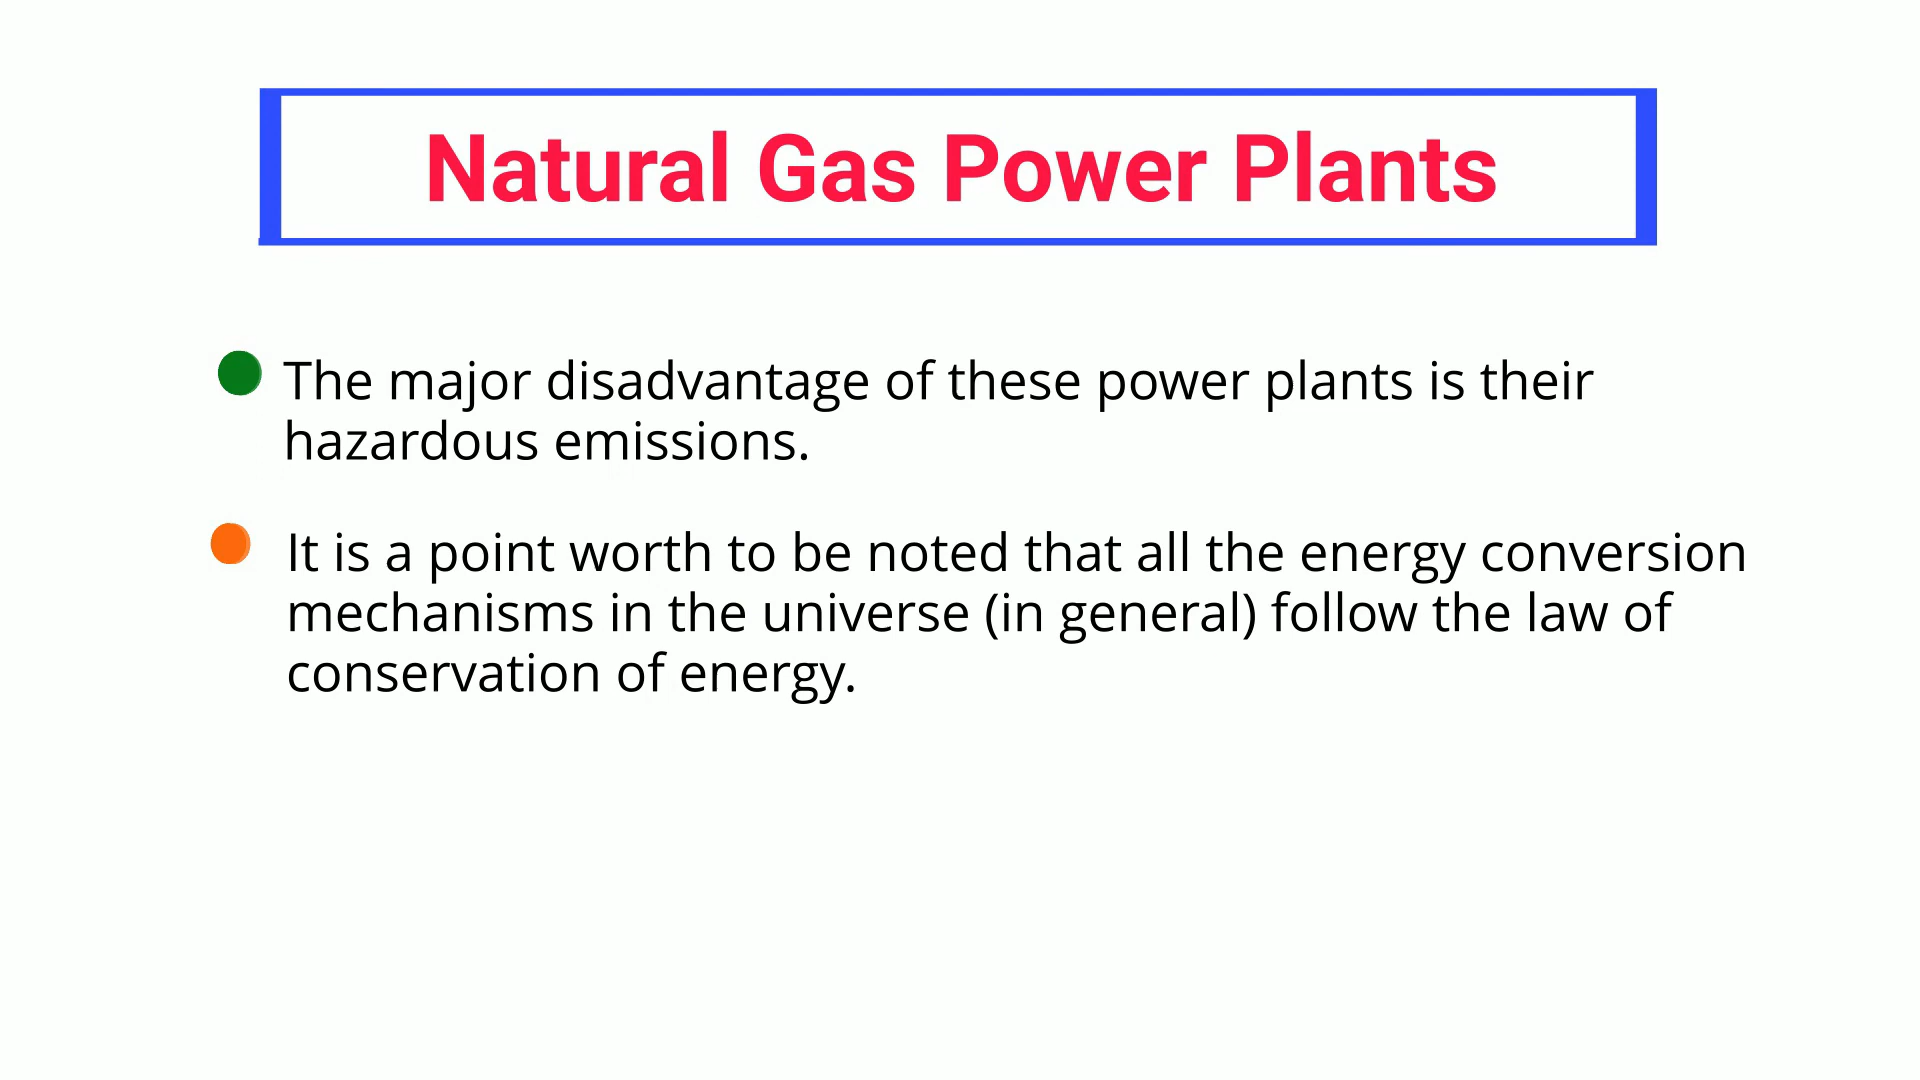 Natural Gas Power Plants
The major disadvantage of these power plants is their
hazardous emissions.
It is a point worth to be noted that all the energy conversion
mechanisms in the universe (in general) follow the law of
conservation of energy.